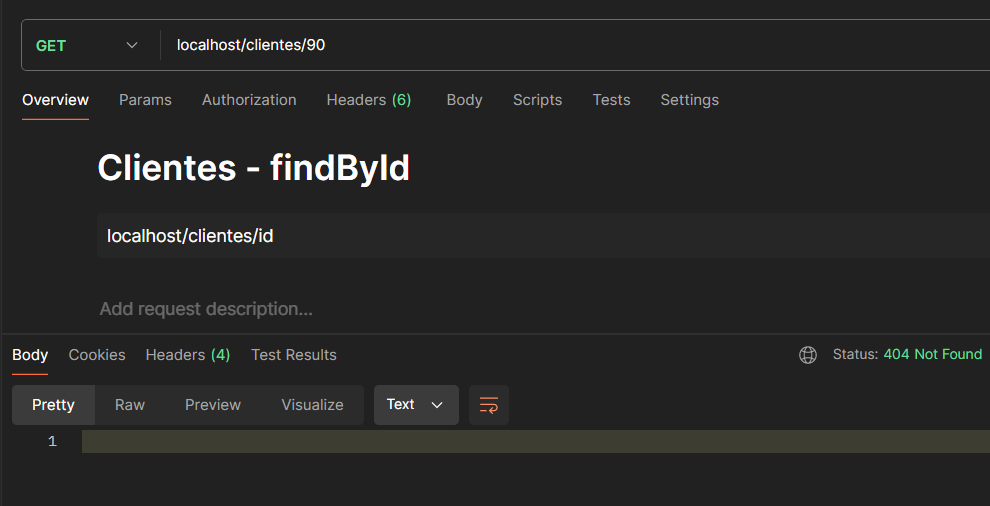 GET localhost/clientes/90
Overview Params Authorization Headers (6) Body Scripts Tests Settings
Clientes - findById
localhost/clientes/id
Add request description...
Body Cookies Headers (4) Test Results Status: 404 Not Found
Pretty Raw Preview Visualize Text
1